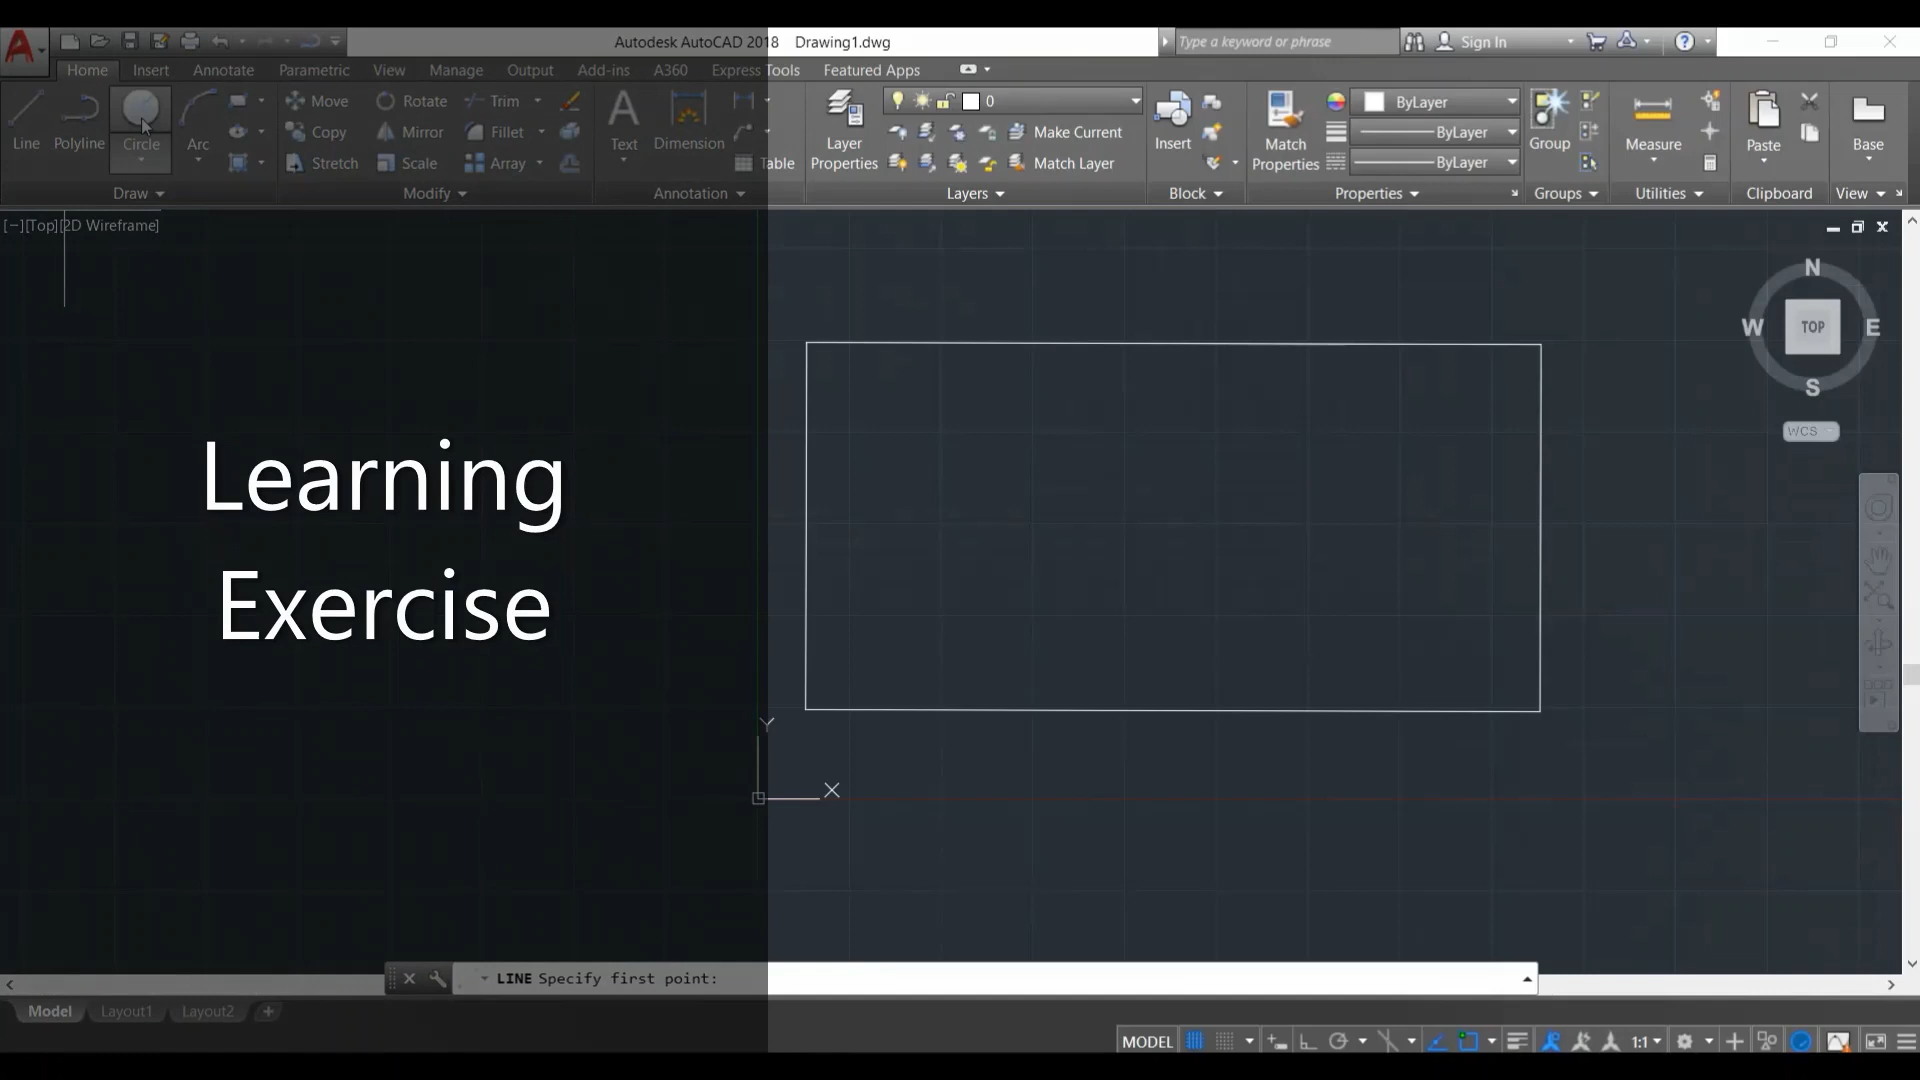 Autodesk AutoCAD 2018 Drawing1.dwg
Type a keyword or phrase
Sign In
Home Insert Annotate Parametric View Manage Output Add-ins A360 Express Tools Featured Apps
Line Polyline Circle Arc
Move Rotate Trim
Copy Mirror Fillet
Stretch Scale Array
Text Dimension
Table
Layer Properties
0
Make Current
Match Layer
Insert
Match Properties
ByLayer
ByLayer
ByLayer
Group
Measure
Paste
Base
Draw Modify Annotation Layers Block Properties Groups Utilities Clipboard View
[−][Top][2D Wireframe]
N
W TOP E
S
WCS
Learning
Exercise
Y
X
LINE Specify first point:
Model Layout1 Layout2 +
MODEL
1:1